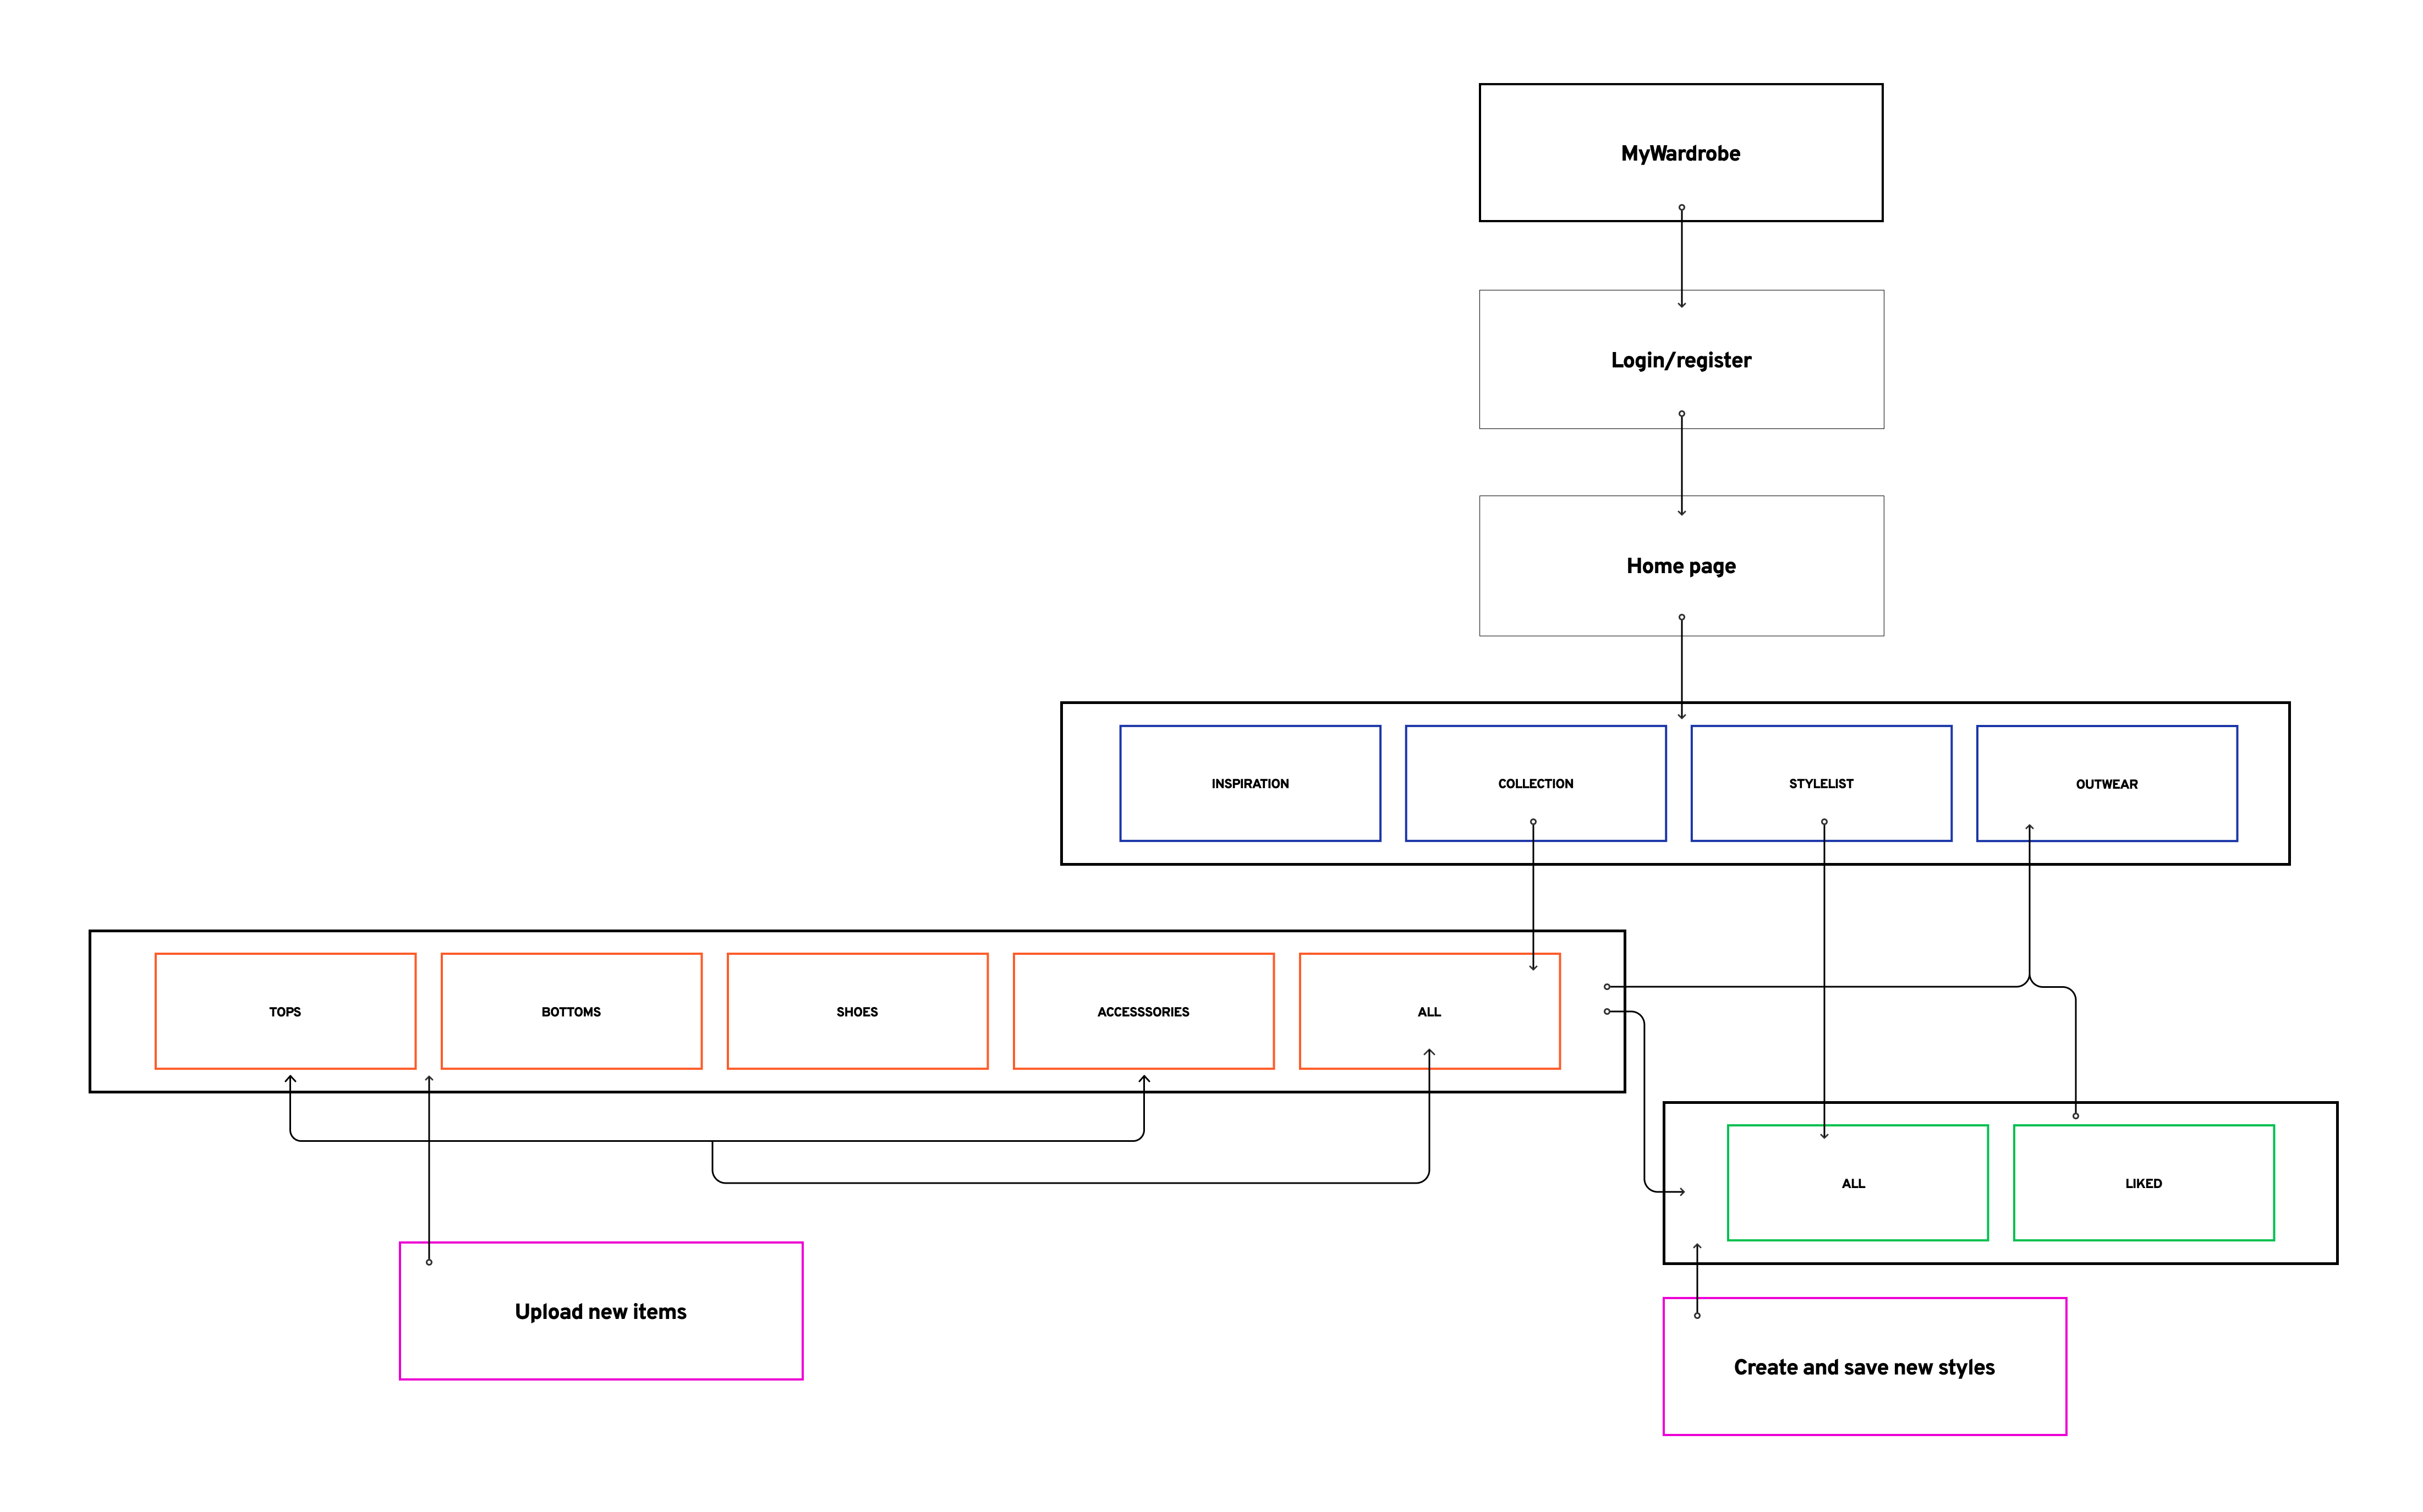 MyWardrobe
Login/register
Home page
INSPIRATION
COLLECTION
STYLELIST
OUTWEAR
TOPS
BOTTOMS
SHOES
ACCESSSORIES
ALL
ALL
LIKED
Upload new items
Create and save new styles